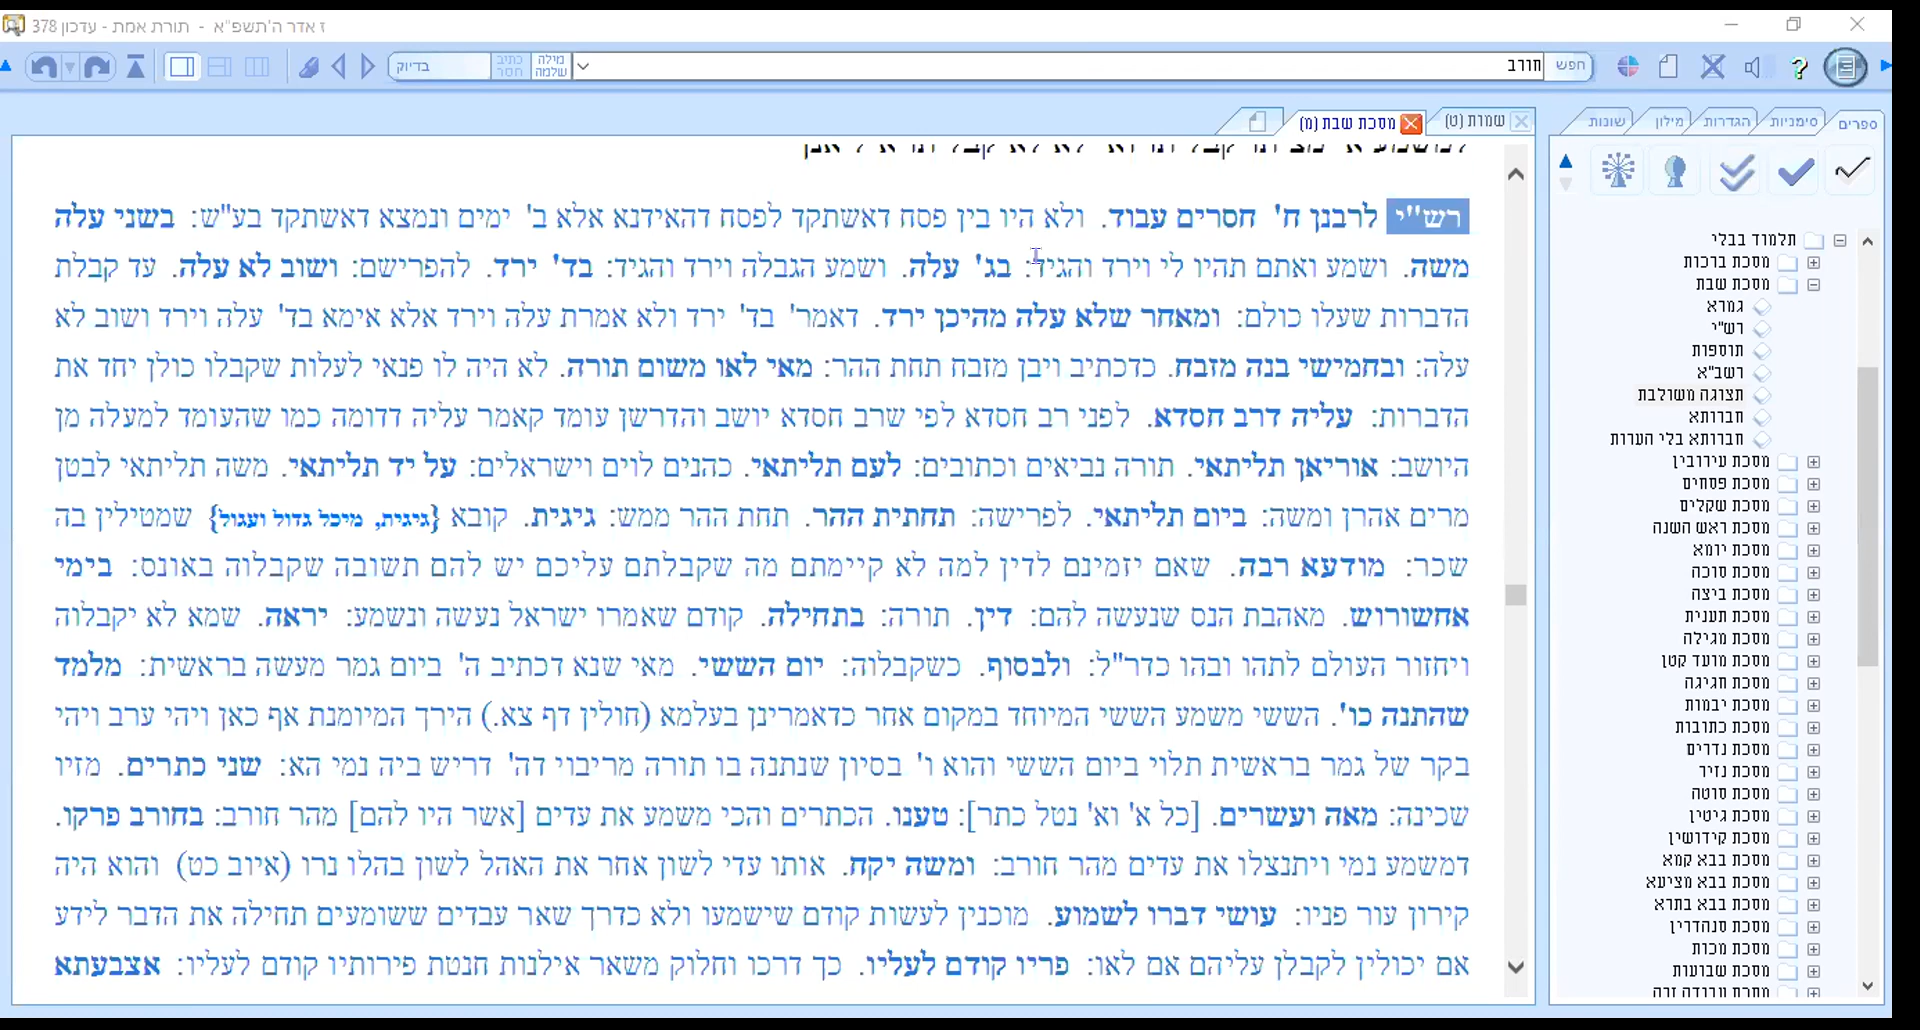 ז אדר ה'תשפ"א - תורת אמת - עדכון 378
חפש
חורב
מילה
שלמה
כתיב
חסר
בדיוק
שמות (ט)
מסכת שבת (מ)
ספרים
סימניות
הגדרות
מילון
שונות
רש"י לרבנן ח' חסרים עבוד. ולא היו בין פסח דאשתקד לפסח דהאידנא אלא ב' ימים ונמצא דאשתקד בע"ש: בשני עלה
משה. ושמע ואתם תהיו לי וירד והגיד: בג' עלה. ושמע הגבלה וירד והגיד: בד' ירד. להפרישם: ושוב לא עלה. עד קבלת
הדברות שעלו כולם: ומאחר שלא עלה מהיכן ירד. דאמר' בד' ירד ולא אמרת עלה וירד אלא אימא בד' עלה וירד ושוב לא
עלה: ובחמישי בנה מזבח. כדכתיב ויבן מזבח תחת ההר: מאי לאו משום תורה. לא היה לו פנאי לעלות שקבלו כולן יחד את
הדברות: עליה דרב חסדא. לפני רב חסדא לפי שרב חסדא יושב והדרשן עומד קאמר עליה דדומה כמו שהעומד למעלה מן
היושב: אוריאן תליתאי. תורה נביאים וכתובים: לעם תליתאי. כהנים לוים וישראלים: על יד תליתאי. משה תליתאי לבטן
מרים אהרן ומשה: ביום תליתאי. לפרישה: תחתית ההר. תחת ההר ממש: גיגית. קובא {גיגית, מיכל גדול ועגול} שמטילין בה
שכר: מודעא רבה. שאם יזמינם לדין למה לא קיימתם מה שקבלתם עליכם יש להם תשובה שקבלוה באונס: בימי
אחשורוש. מאהבת הנס שנעשה להם: דין. תורה: בתחילה. קודם שאמרו ישראל נעשה ונשמע: יראה. שמא לא יקבלוה
ויחזור העולם לתהו ובהו כדר"ל: ולבסוף. כשקבלוה: יום הששי. מאי שנא דכתיב ה' ביום גמר מעשה בראשית: מלמד
שהתנה כו'. הששי משמע הששי המיוחד במקום אחר כדאמרינן בעלמא (חולין דף צא.) הירך המיומנת אף כאן ויהי ערב ויהי
בקר של גמר בראשית תלוי ביום הששי והוא ו' בסיון שנתנה בו תורה מריבוי דה' דריש ביה נמי הא: שני כתרים. מזיו
שכינה: מאה ועשרים. [כל א' וא' נטל כתר]: טענו. הכתרים והכי משמע את עדים [אשר היו להם] מהר חורב: בחורב פרקו.
דמשמע נמי ויתנצלו את עדים מהר חורב: ומשה יקח. אותו עדי לשון אחר את האהל לשון בהלו נרו (איוב כט) והוא היה
קירון עור פניו: עושי דברו לשמוע. מוכנין לעשות קודם שישמעו ולא כדרך שאר עבדים ששומעים תחילה את הדבר לידע
אם יכולין לקבלן עליהם אם לאו: פריו קודם לעליו. כך דרכו וחלוק משאר אילנות חנטת פירותיו קודם לעליו: אצבעתא
תלמוד בבלי
מסכת ברכות
מסכת שבת
גמרא
רש"י
תוספות
רשב"א
תצוגה משולבת
חברותא
חברותא בלי הערות
מסכת עירובין
מסכת פסחים
מסכת שקלים
מסכת ראש השנה
מסכת יומא
מסכת סוכה
מסכת ביצה
מסכת תענית
מסכת מגילה
מסכת מועד קטן
מסכת חגיגה
מסכת יבמות
מסכת כתובות
מסכת נדרים
מסכת נזיר
מסכת סוטה
מסכת גיטין
מסכת קידושין
מסכת בבא קמא
מסכת בבא מציעא
מסכת בבא בתרא
מסכת סנהדרין
מסכת מכות
מסכת שבועות